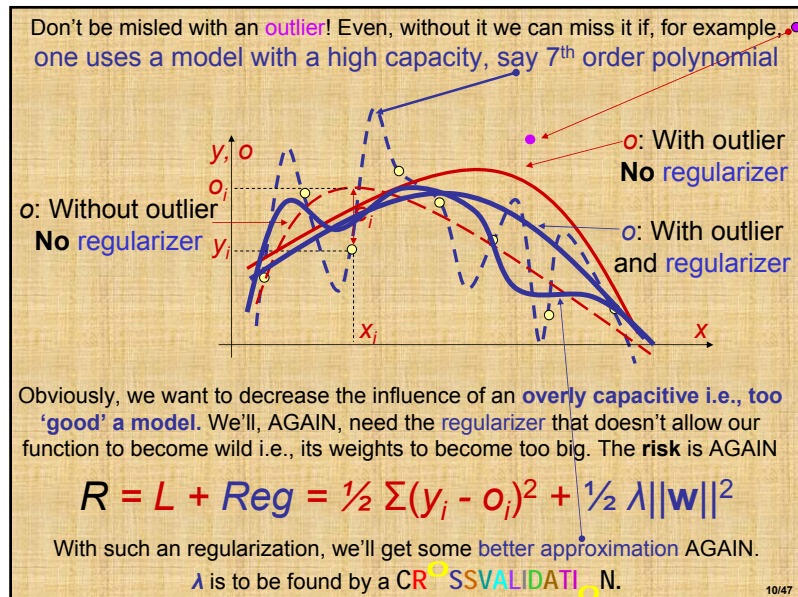 Don't be misled with an outlier! Even, without it we can miss it if, for example,
one uses a model with a high capacity, say 7th order polynomial
y, o
o: With outlier
No regularizer
oi
ei
o: Without outlier
No regularizer
yi
o: With outlier
and regularizer
xi
x
Obviously, we want to decrease the influence of an overly capacitive i.e., too
'good' a model. We'll, AGAIN, need the regularizer that doesn't allow our
function to become wild i.e., its weights to become too big. The risk is AGAIN
R = L + Reg = ½ Σ(yi - oi)2 + ½ λ||w||2
With such an regularization, we'll get some better approximation AGAIN.
λ is to be found by a CROSSVALIDATION.
10/47